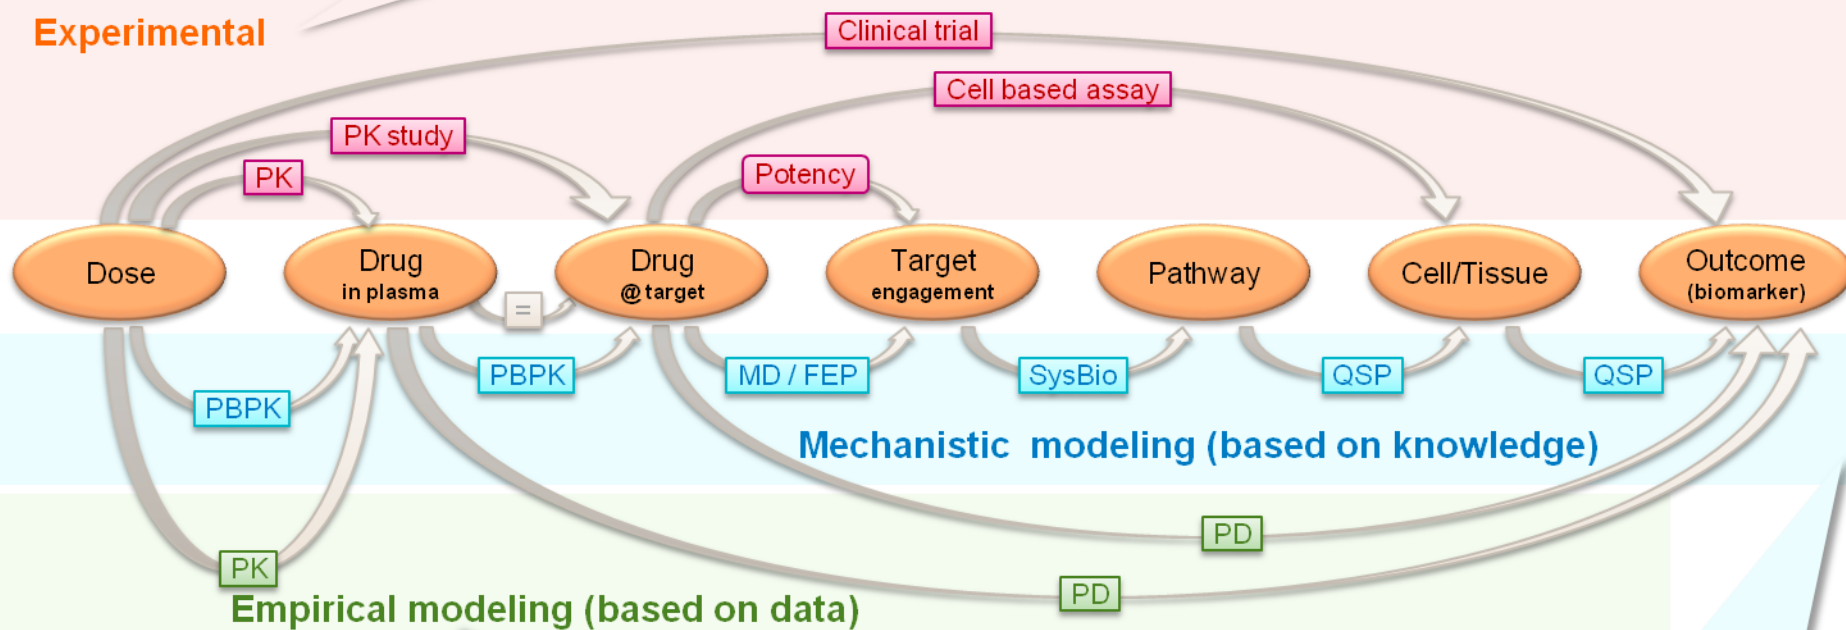 Experimental
Clinical trial
Cell based assay
PK study
PK
Potency
Dose
Drug
in plasma
=
Drug
@ target
Target
engagement
Pathway
Cell/Tissue
Outcome
(biomarker)
PBPK
PBPK
MD / FEP
SysBio
QSP
QSP
Mechanistic modeling (based on knowledge)
PD
PK
PD
Empirical modeling (based on data)